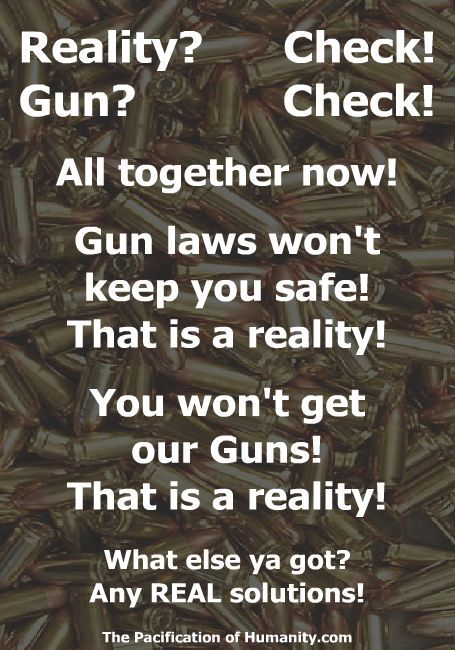 Reality? Check!
Gun? Check!
All together now!
Gun laws won't
keep you safe!
That is a reality!
You won't get
our Guns!
That is a reality!
What else ya got?
Any REAL solutions!
The Pacification of Humanity.com